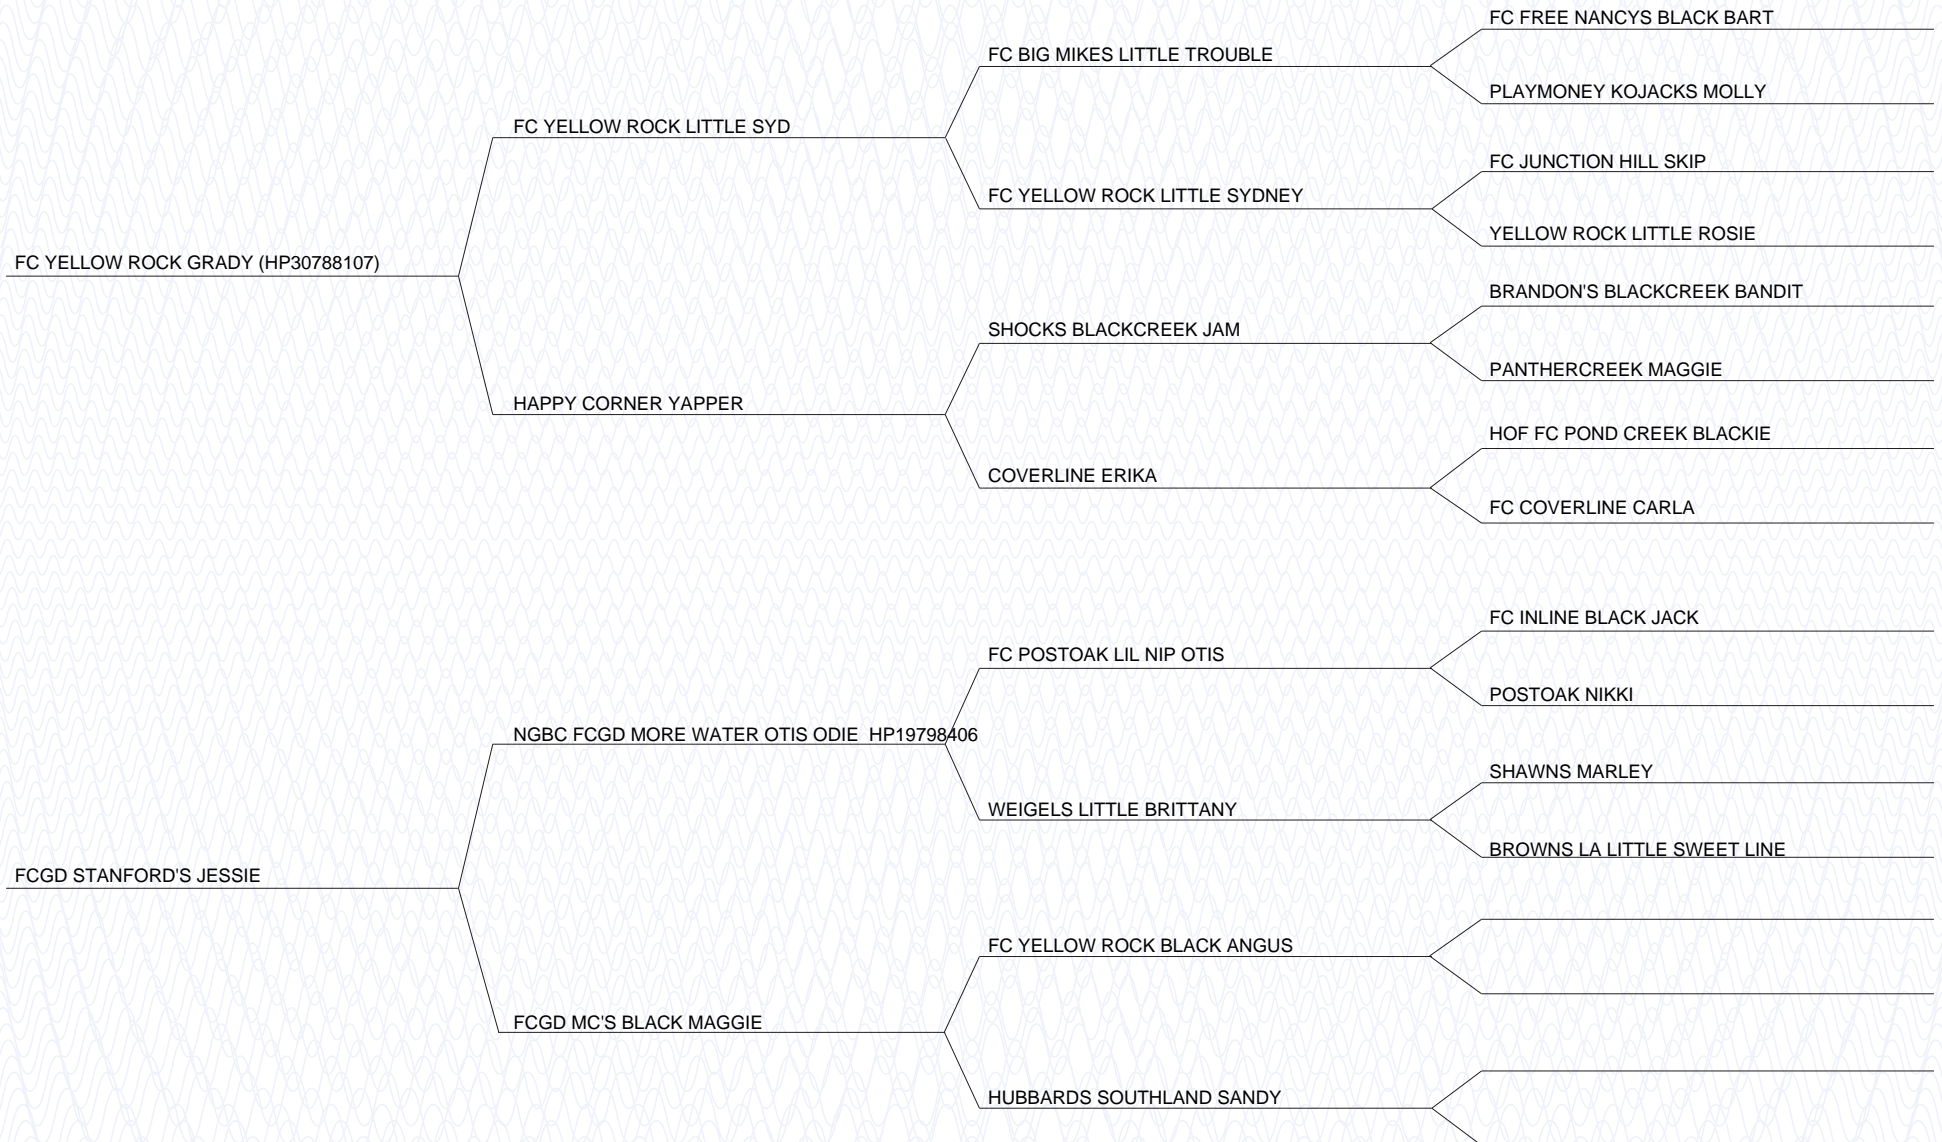 FC FREE NANCYS BLACK BART
FC BIG MIKES LITTLE TROUBLE
PLAYMONEY KOJACKS MOLLY
FC YELLOW ROCK LITTLE SYD
FC JUNCTION HILL SKIP
FC YELLOW ROCK LITTLE SYDNEY
YELLOW ROCK LITTLE ROSIE
FC YELLOW ROCK GRADY (HP30788107)
BRANDON'S BLACKCREEK BANDIT
SHOCKS BLACKCREEK JAM
PANTHERCREEK MAGGIE
HAPPY CORNER YAPPER
HOF FC POND CREEK BLACKIE
COVERLINE ERIKA
FC COVERLINE CARLA
FC INLINE BLACK JACK
FC POSTOAK LIL NIP OTIS
POSTOAK NIKKI
NGBC FCGD MORE WATER OTIS ODIE  HP19798406
SHAWNS MARLEY
WEIGELS LITTLE BRITTANY
BROWNS LA LITTLE SWEET LINE
FCGD STANFORD'S JESSIE
FC YELLOW ROCK BLACK ANGUS
FCGD MC'S BLACK MAGGIE
HUBBARDS SOUTHLAND SANDY